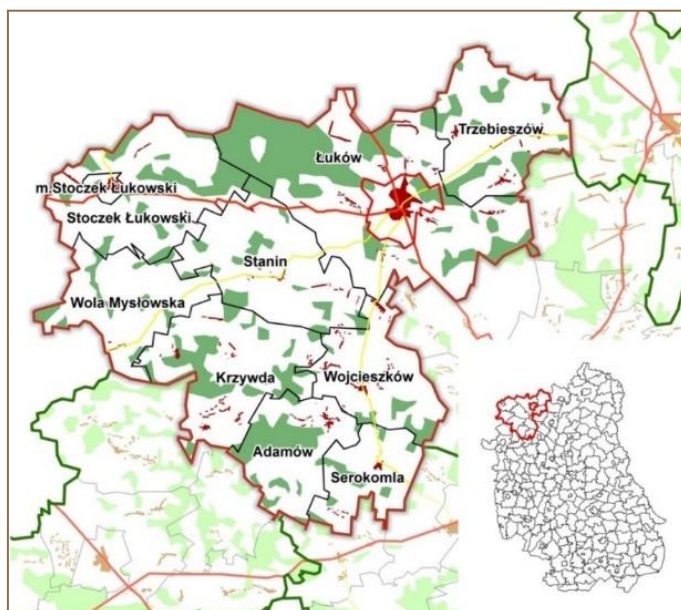 Trzebieszów
Łuków
m.Stoczek Łukowski
Stoczek Łukowski
Stanin
Wola Mysłowska
Krzywda
Wojcieszków
Adamów
Serokomla